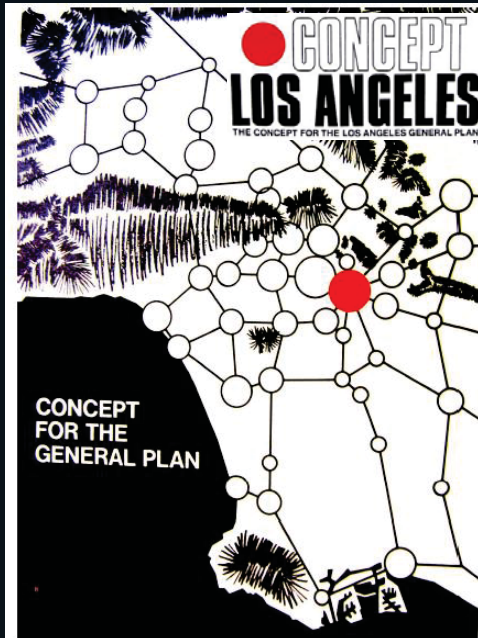 CONCEPT
LOS ANGELES
THE CONCEPT FOR THE LOS ANGELES GENERAL PLAN
CONCEPT
FOR THE
GENERAL PLAN